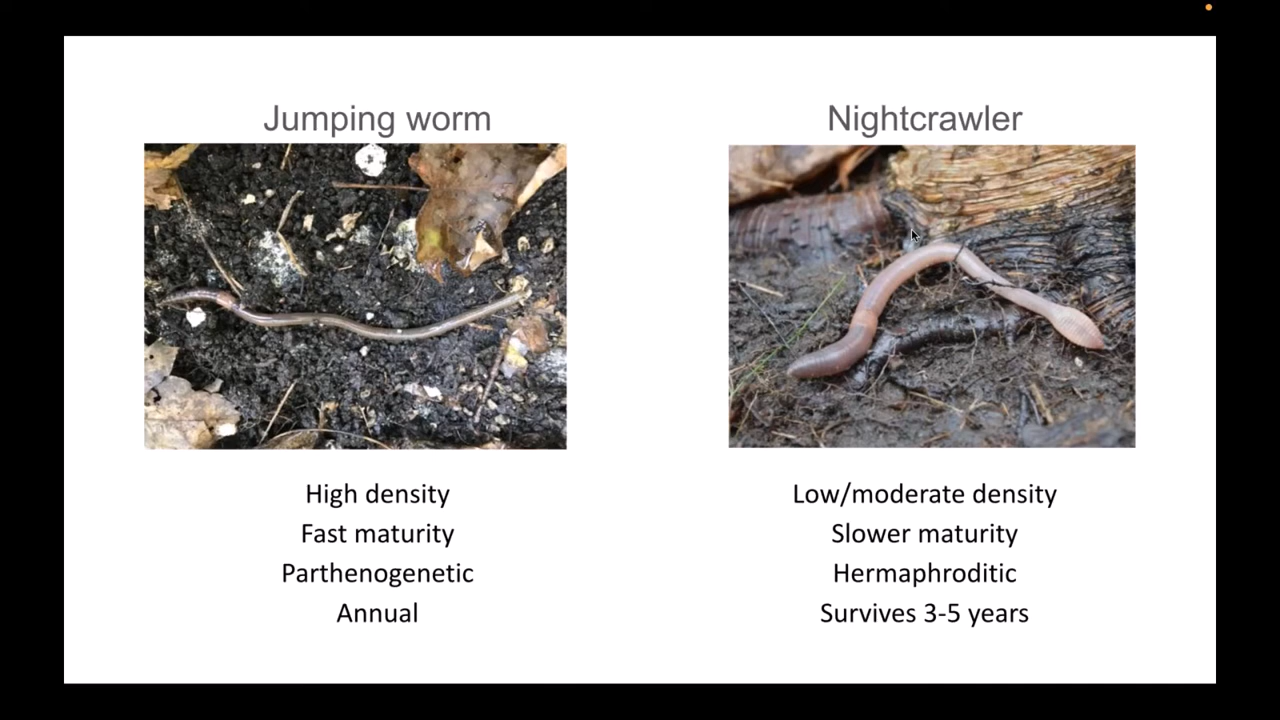 Jumping worm
Nightcrawler
High density
Fast maturity
Parthenogenetic
Annual
Low/moderate density
Slower maturity
Hermaphroditic
Survives 3-5 years